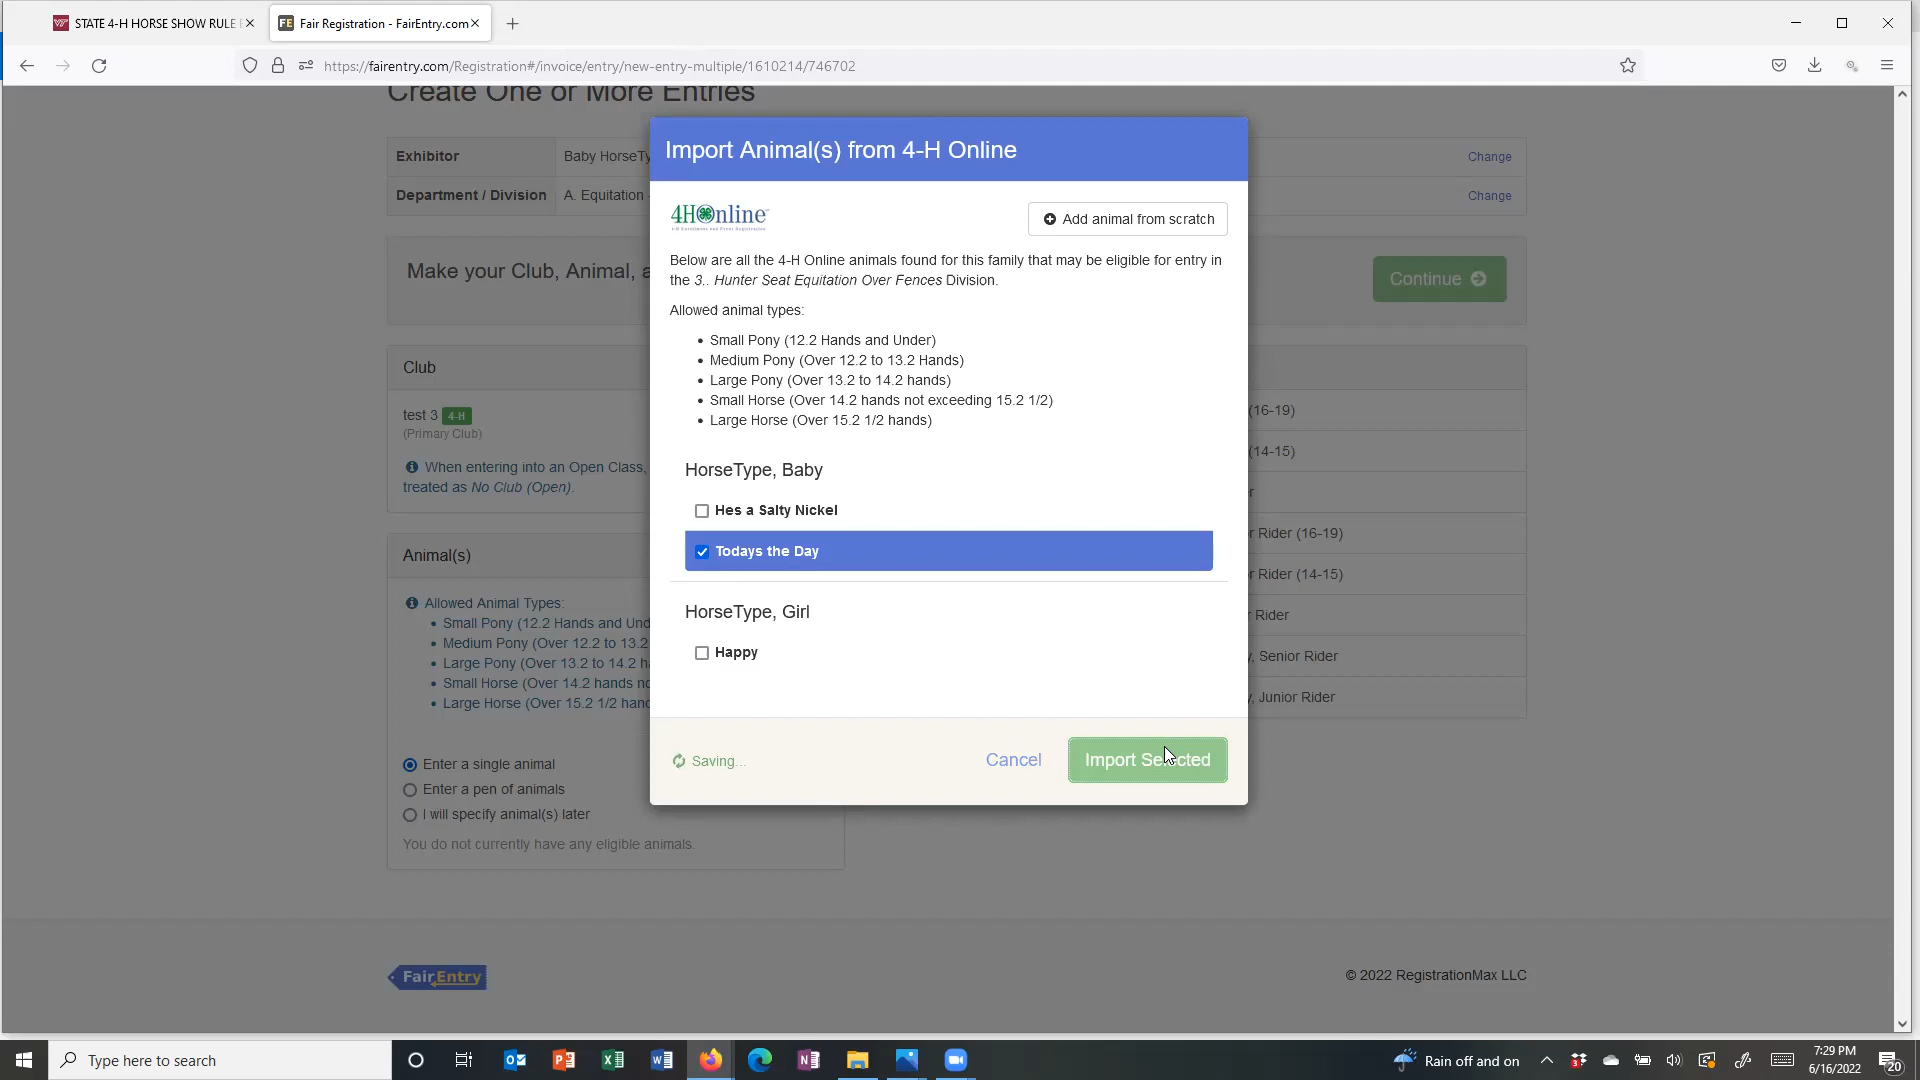 STATE 4-H HORSE SHOW RULE
Fair Registration - FairEntry.com
https://fairentry.com/Registration#/invoice/entry/new-entry-multiple/1610214/746702
Create One or More Entries
Exhibitor
Baby HorseTy
Change
Department / Division
A. Equitation
Change
Make your Club, Animal, a
Continue
Club
test 3 4-H
(Primary Club)
When entering into an Open Class,
treated as No Club (Open).
Animal(s)
Allowed Animal Types:
• Small Pony (12.2 Hands and Und
• Medium Pony (Over 12.2 to 13.2
• Large Pony (Over 13.2 to 14.2 h
• Small Horse (Over 14.2 hands no
• Large Horse (Over 15.2 1/2 hand
Enter a single animal
Enter a pen of animals
I will specify animal(s) later
You do not currently have any eligible animals.
Import Animal(s) from 4-H Online
4HOnline
4-H Enrollment and Event Registration
Add animal from scratch
Below are all the 4-H Online animals found for this family that may be eligible for entry in
the 3.. Hunter Seat Equitation Over Fences Division.
Allowed animal types:
• Small Pony (12.2 Hands and Under)
• Medium Pony (Over 12.2 to 13.2 Hands)
• Large Pony (Over 13.2 to 14.2 hands)
• Small Horse (Over 14.2 hands not exceeding 15.2 1/2)
• Large Horse (Over 15.2 1/2 hands)
HorseType, Baby
Hes a Salty Nickel
Todays the Day
HorseType, Girl
Happy
Saving...
Cancel
Import Selected
(16-19)
(14-15)
r
r Rider (16-19)
r Rider (14-15)
r Rider
y, Senior Rider
y, Junior Rider
FairEntry
© 2022 RegistrationMax LLC
Type here to search
Rain off and on
7:29 PM
6/16/2022
20